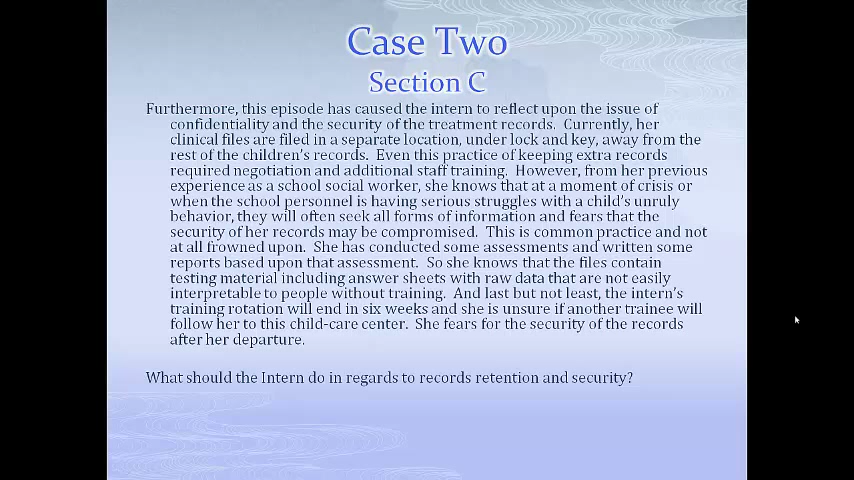 Case Two
Section C
Furthermore, this episode has caused the intern to reflect upon the issue of
confidentiality and the security of the treatment records.  Currently, her
clinical files are filed in a separate location, under lock and key, away from the
rest of the children's records.  Even this practice of keeping extra records
required negotiation and additional staff training.  However, from her previous
experience as a school social worker, she knows that at a moment of crisis or
when the school personnel is having serious struggles with a child's unruly
behavior, they will often seek all forms of information and fears that the
security of her records may be compromised.  This is common practice and not
at all frowned upon.  She has conducted some assessments and written some
reports based upon that assessment.  So she knows that the files contain
testing material including answer sheets with raw data that are not easily
interpretable to people without training.  And last but not least, the intern's
training rotation will end in six weeks and she is unsure if another trainee will
follow her to this child-care center.  She fears for the security of the records
after her departure.
What should the Intern do in regards to records retention and security?